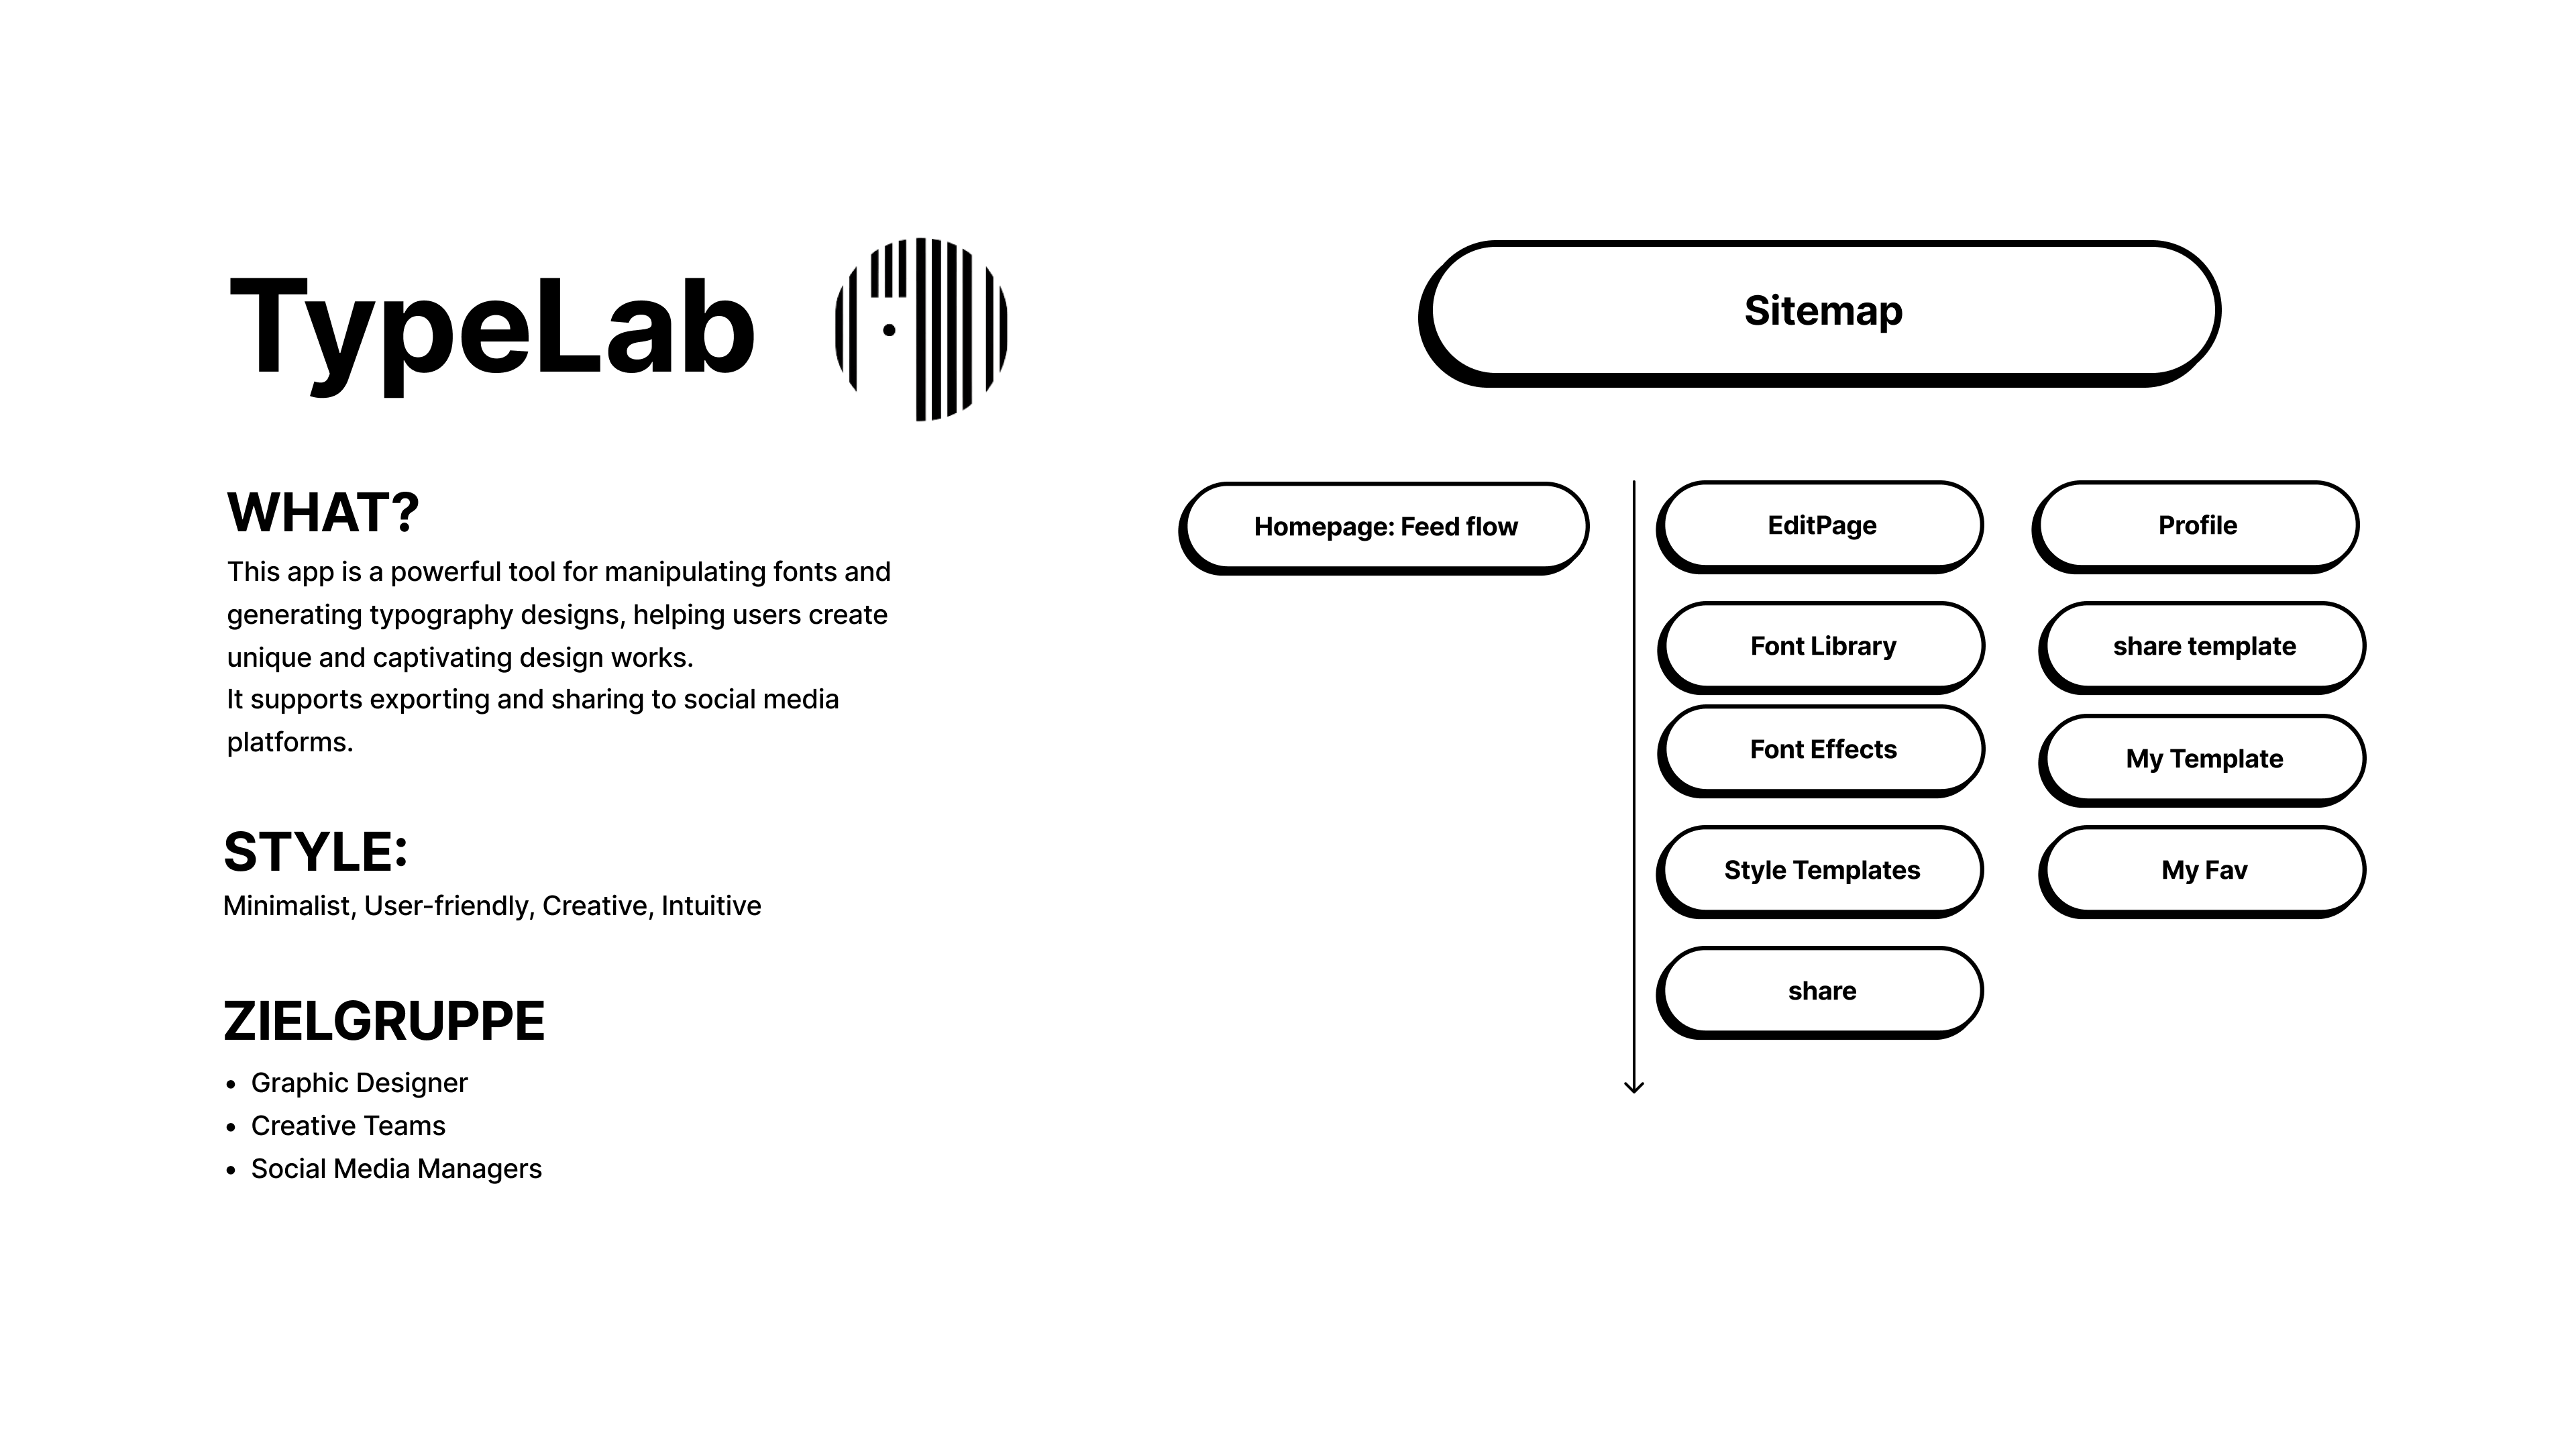 TypeLab
WHAT?
This app is a powerful tool for manipulating fonts and
generating typography designs, helping users create
unique and captivating design works.
It supports exporting and sharing to social media
platforms.
STYLE:
Minimalist, User-friendly, Creative, Intuitive
ZIELGRUPPE
• Graphic Designer
• Creative Teams
• Social Media Managers
Sitemap
Homepage: Feed flow
EditPage
Font Library
Font Effects
Style Templates
share
Profile
share template
My Template
My Fav